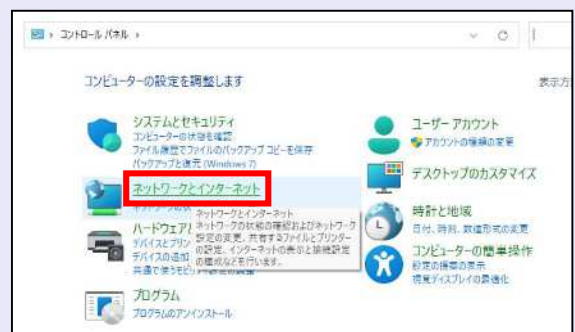 コントロール パネル
コンピューターの設定を調整します
表示方
システムとセキュリティ
コンピューターの状態を確認
ファイル履歴でファイルのバックアップ コピーを保存
バックアップと復元 (Windows 7)
ネットワークとインターネット
ネットワークとインターネット
ネットワークの状態の確認およびネットワーク
設定の変更、共有するファイルとプリンター
の設定、インターネットの表示と接続設定
の構成などを行います。
ハードウェアと
デバイスとプリン
デバイスの追加
共通で使うモビリティ設定の調整
プログラム
プログラムのアンインストール
ユーザー アカウント
アカウントの種類の変更
デスクトップのカスタマイズ
時計と地域
日付、時刻、数値形式の変更
コンピューターの簡単操作
設定の提案の表示
視覚ディスプレイの最適化